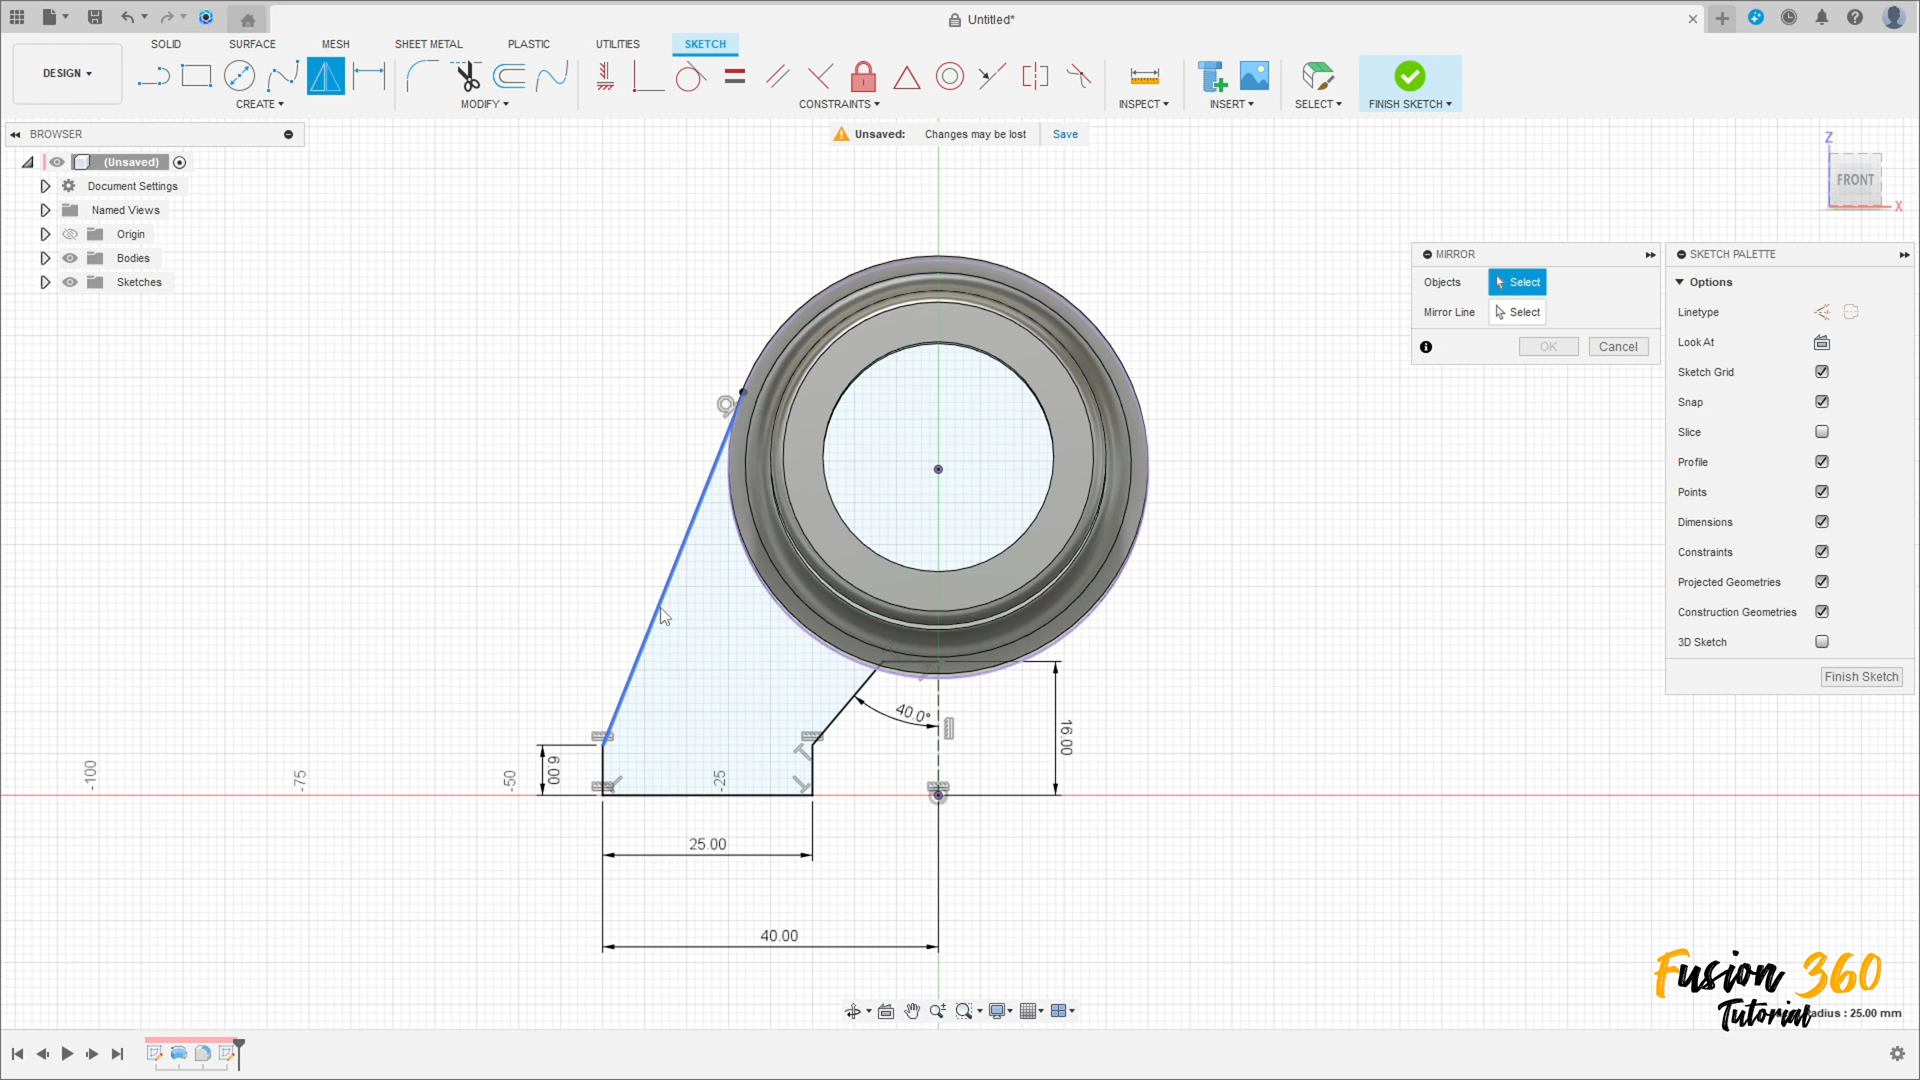 Untitled*
SOLID
SURFACE
MESH
SHEET METAL
PLASTIC
UTILITIES
SKETCH
DESIGN
CREATE
MODIFY
CONSTRAINTS
INSPECT
INSERT
SELECT
FINISH SKETCH
BROWSER
Unsaved:
Changes may be lost
Save
(Unsaved)
Document Settings
Named Views
Origin
Bodies
Sketches
Z
FRONT
X
MIRROR
Objects
Select
Mirror Line
Select
OK
Cancel
SKETCH PALETTE
Options
Linetype
Look At
Sketch Grid
Snap
Slice
Profile
Points
Dimensions
Constraints
Projected Geometries
Construction Geometries
3D Sketch
Finish Sketch
40.0°
16.00
6.00
-100
-75
-50
-25
25.00
40.00
Fusion 360
Tutorial
adius : 25.00 mm